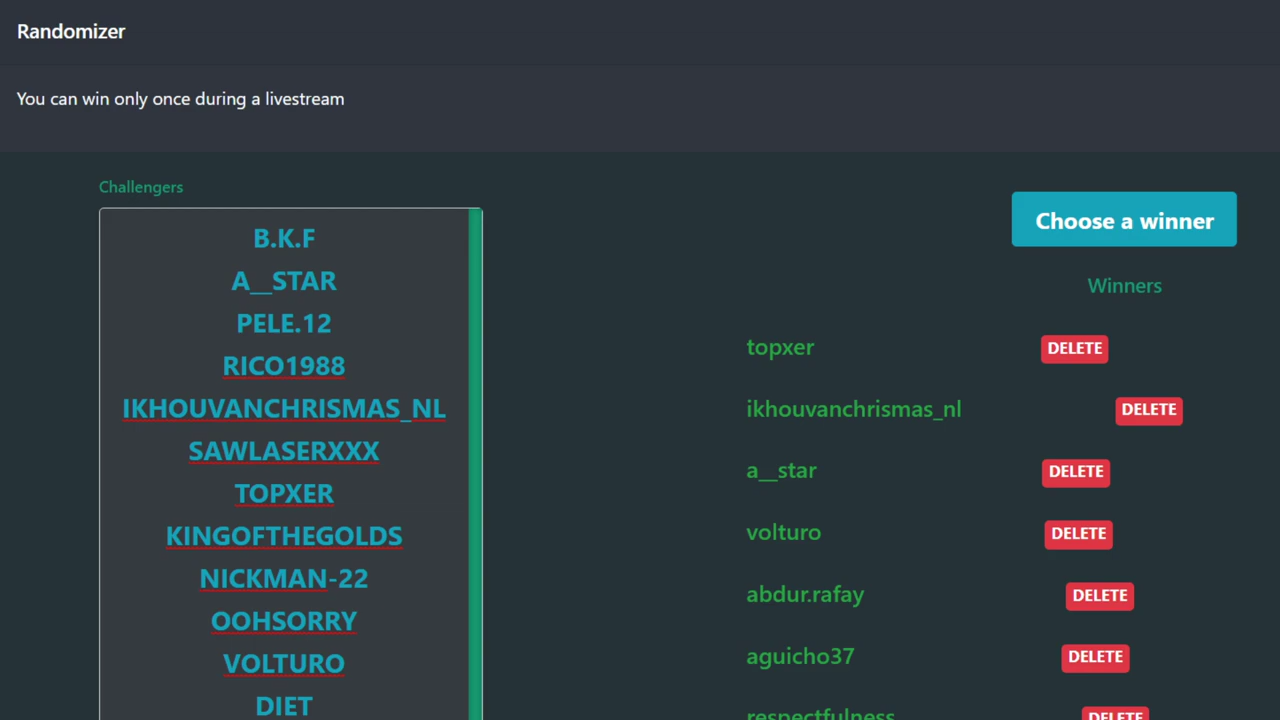 Randomizer
You can win only once during a livestream
Challengers
B.K.F
A__STAR
PELE.12
RICO1988
IKHOUVANCHRISMAS_NL
SAWLASERXXX
TOPXER
KINGOFTHEGOLDS
NICKMAN-22
OOHSORRY
VOLTURO
DIET
Choose a winner
Winners
topxer DELETE
ikhouvanchrismas_nl DELETE
a__star DELETE
volturo DELETE
abdur.rafay DELETE
aguicho37 DELETE
respectfulness DELETE